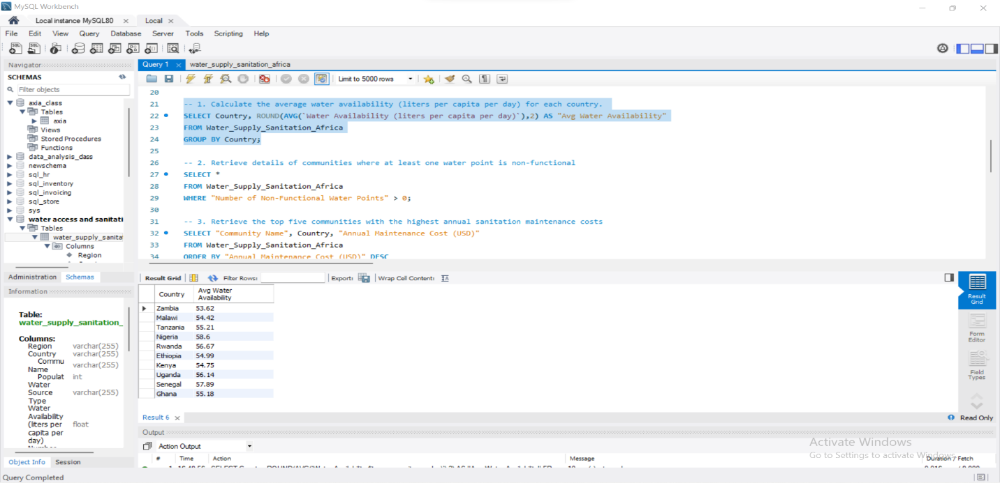 MySQL Workbench
Local instance MySQL80
Local
File Edit View Query Database Server Tools Scripting Help
Navigator
SCHEMAS
Filter objects
axia_class
Tables
axia
Views
Stored Procedures
Functions
data_analysis_class
newschema
sql_hr
sql_inventory
sql_invoicing
sql_store
sys
water access and sanitati
Tables
water_supply_sanitat
Columns
Region
Administration Schemas
Information
Table:
water_supply_sanitation_
Columns:
Region varchar(255)
Country varchar(255)
Commu
Name varchar(255)
Populat int
Water
Source varchar(255)
Type
Water
Availability
(liters per float
capita per
day)
Object Info Session
Query Completed
Query 1 water_supply_sanitation_africa
Limit to 5000 rows
20
21 -- 1. Calculate the average water availability (liters per capita per day) for each country.
22 SELECT Country, ROUND(AVG(`Water Availability (liters per capita per day)`),2) AS "Avg Water Availability"
23 FROM Water_Supply_Sanitation_Africa
24 GROUP BY Country;
25
26 -- 2. Retrieve details of communities where at least one water point is non-functional
27 SELECT *
28 FROM Water_Supply_Sanitation_Africa
29 WHERE "Number of Non-Functional Water Points" > 0;
30
31 -- 3. Retrieve the top five communities with the highest annual sanitation maintenance costs
32 SELECT "Community Name", Country, "Annual Maintenance Cost (USD)"
33 FROM Water_Supply_Sanitation_Africa
34 ORDER BY "Annual Maintenance Cost (USD)" DESC
Result Grid Filter Rows: Export: Wrap Cell Content:
Country Avg Water Availability
Zambia 53.62
Malawi 54.42
Tanzania 55.21
Nigeria 58.6
Rwanda 56.67
Ethiopia 54.99
Kenya 54.75
Uganda 56.14
Senegal 57.89
Ghana 55.18
Result Grid
Form Editor
Field Types
Result 6
Read Only
Output
Action Output
# Time Action Message Duration / Fetch
Activate Windows
Go to Settings to activate Windows.